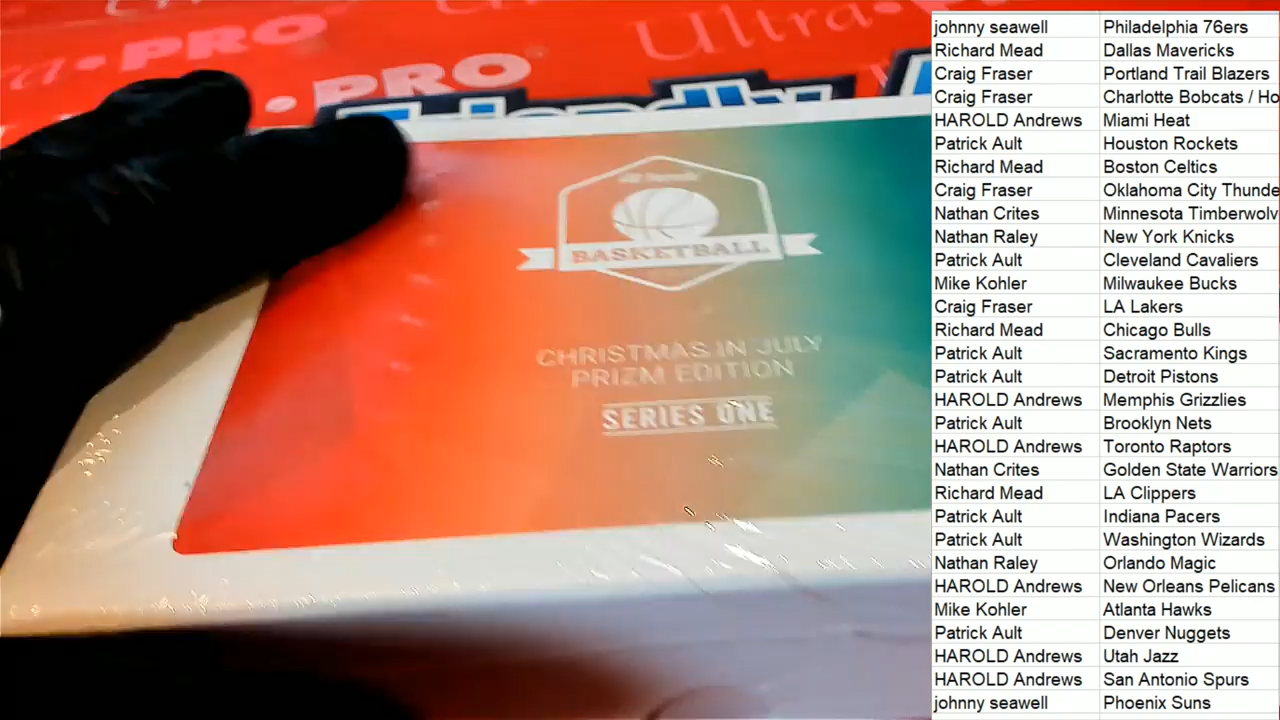 Ultra
PRO
PRO
BASKETBALL
CHRISTMAS IN JULY
PRIZM EDITION
SERIES ONE
johnny seawell Philadelphia 76ers
Richard Mead Dallas Mavericks
Craig Fraser Portland Trail Blazers
Craig Fraser Charlotte Bobcats / Ho
HAROLD Andrews Miami Heat
Patrick Ault Houston Rockets
Richard Mead Boston Celtics
Craig Fraser Oklahoma City Thunde
Nathan Crites Minnesota Timberwolv
Nathan Raley New York Knicks
Patrick Ault Cleveland Cavaliers
Mike Kohler Milwaukee Bucks
Craig Fraser LA Lakers
Richard Mead Chicago Bulls
Patrick Ault Sacramento Kings
Patrick Ault Detroit Pistons
HAROLD Andrews Memphis Grizzlies
Patrick Ault Brooklyn Nets
HAROLD Andrews Toronto Raptors
Nathan Crites Golden State Warriors
Richard Mead LA Clippers
Patrick Ault Indiana Pacers
Patrick Ault Washington Wizards
Nathan Raley Orlando Magic
HAROLD Andrews New Orleans Pelicans
Mike Kohler Atlanta Hawks
Patrick Ault Denver Nuggets
HAROLD Andrews Utah Jazz
HAROLD Andrews San Antonio Spurs
johnny seawell Phoenix Suns